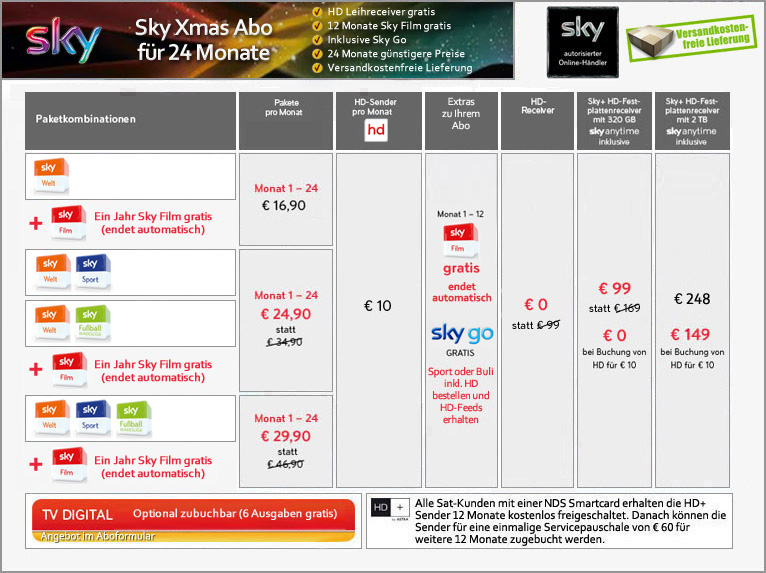 sky
Sky Xmas Abo
für 24 Monate
HD Leihreceiver gratis
12 Monate Sky Film gratis
Inklusive Sky Go
24 Monate günstigere Preise
Versandkostenfreie Lieferung
sky
autorisierter
Online-Händler
Versandkosten-
freie Lieferung
Paketkombinationen
Pakete
pro Monat
HD-Sender
pro Monat
hd
Extras
zu Ihrem
Abo
HD-
Receiver
Sky+ HD-Fest-
plattenreceiver
mit 320 GB
sky anytime
inklusive
Sky+ HD-Fest-
plattenreceiver
mit 2 TB
sky anytime
inklusive
sky
Welt
+ sky
Film
Ein Jahr Sky Film gratis
(endet automatisch)
Monat 1 – 24
€ 16,90
sky sky
Welt Sport
sky sky
Welt Fußball
BUNDESLIGA
+ sky
Film
Ein Jahr Sky Film gratis
(endet automatisch)
Monat 1 – 24
€ 24,90
statt
€ 34,90
sky sky sky
Welt Sport Fußball
BUNDESLIGA
+ sky
Film
Ein Jahr Sky Film gratis
(endet automatisch)
Monat 1 – 24
€ 29,90
statt
€ 46,90
€ 10
Monat 1 – 12
sky
Film
gratis
endet
automatisch
sky go
GRATIS
Sport oder Buli
inkl. HD
bestellen und
HD-Feeds
erhalten
€ 0
statt € 99
€ 99
statt € 169
€ 0
bei Buchung von
HD für € 10
€ 248
€ 149
bei Buchung von
HD für € 10
TV DIGITAL Optional zubuchbar (6 Ausgaben gratis)
Angebot im Aboformular
HD +
by ASTRA
Alle Sat-Kunden mit einer NDS Smartcard erhalten die HD+
Sender 12 Monate kostenlos freigeschaltet. Danach können die
Sender für eine einmalige Servicepauschale von € 60 für
weitere 12 Monate zugebucht werden.